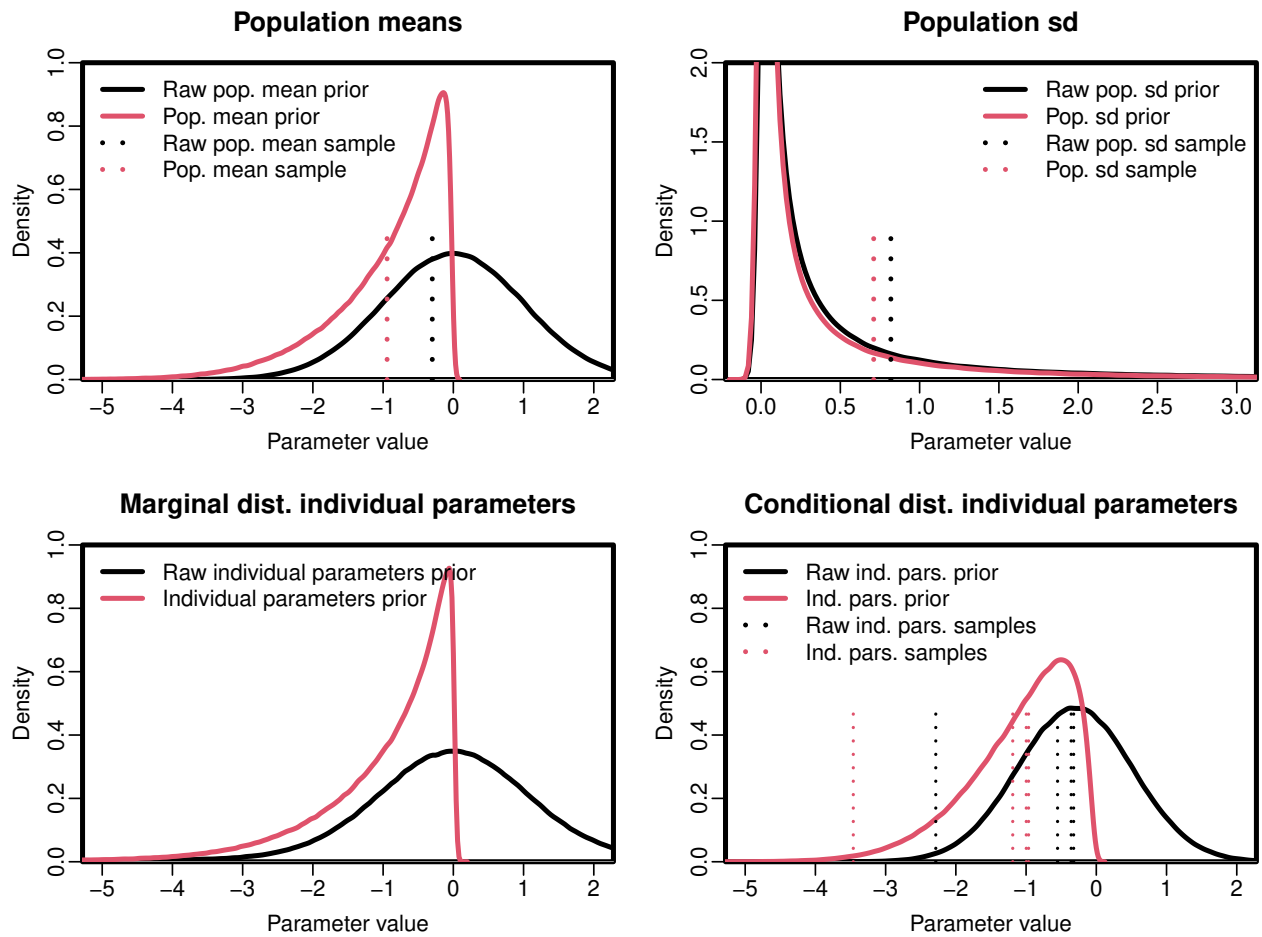 Population means
Raw pop. mean prior
Pop. mean prior
Raw pop. mean sample
Pop. mean sample
Density
0.0 0.2 0.4 0.6 0.8 1.0
−5 −4 −3 −2 −1 0 1 2
Parameter value
Population sd
Raw pop. sd prior
Pop. sd prior
Raw pop. sd sample
Pop. sd sample
Density
0.0 0.5 1.0 1.5 2.0
0.0 0.5 1.0 1.5 2.0 2.5 3.0
Parameter value
Marginal dist. individual parameters
Raw individual parameters prior
Individual parameters prior
Density
0.0 0.2 0.4 0.6 0.8 1.0
−5 −4 −3 −2 −1 0 1 2
Parameter value
Conditional dist. individual parameters
Raw ind. pars. prior
Ind. pars. prior
Raw ind. pars. samples
Ind. pars. samples
Density
0.0 0.2 0.4 0.6 0.8 1.0
−5 −4 −3 −2 −1 0 1 2
Parameter value